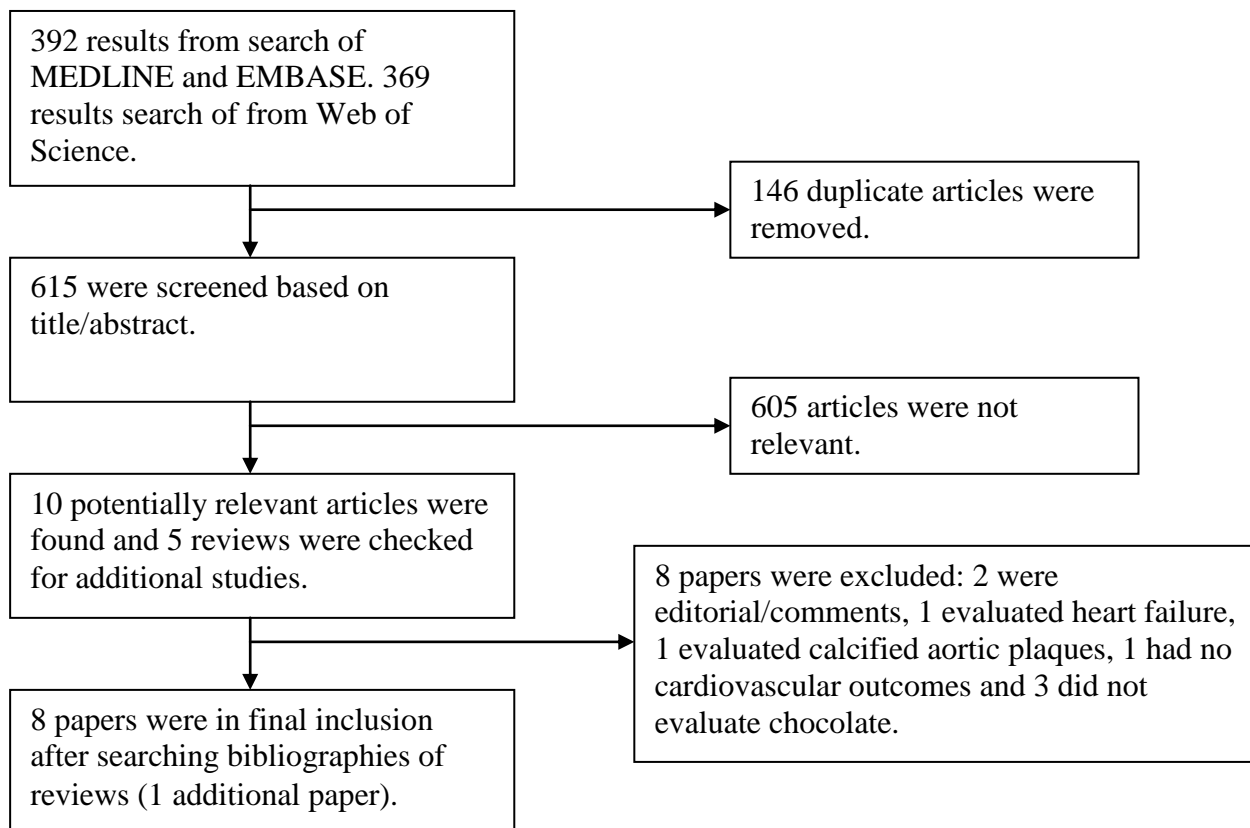 392 results from search of
MEDLINE and EMBASE. 369
results search of from Web of
Science.
146 duplicate articles were
removed.
615 were screened based on
title/abstract.
605 articles were not
relevant.
10 potentially relevant articles were
found and 5 reviews were checked
for additional studies.
8 papers were excluded: 2 were
editorial/comments, 1 evaluated heart failure,
1 evaluated calcified aortic plaques, 1 had no
cardiovascular outcomes and 3 did not
evaluate chocolate.
8 papers were in final inclusion
after searching bibliographies of
reviews (1 additional paper).